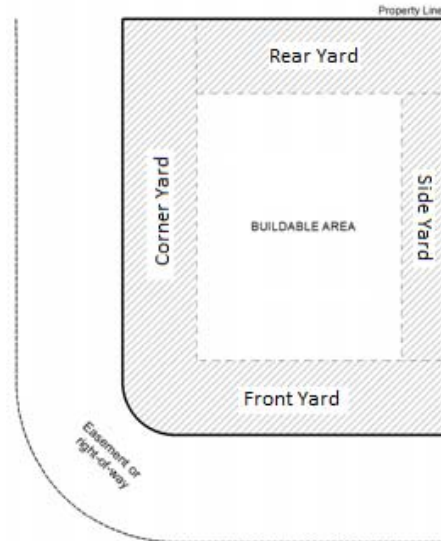 Property Line
Rear Yard
Corner Yard
BUILDABLE AREA
Side Yard
Front Yard
Easement or
right-of-way